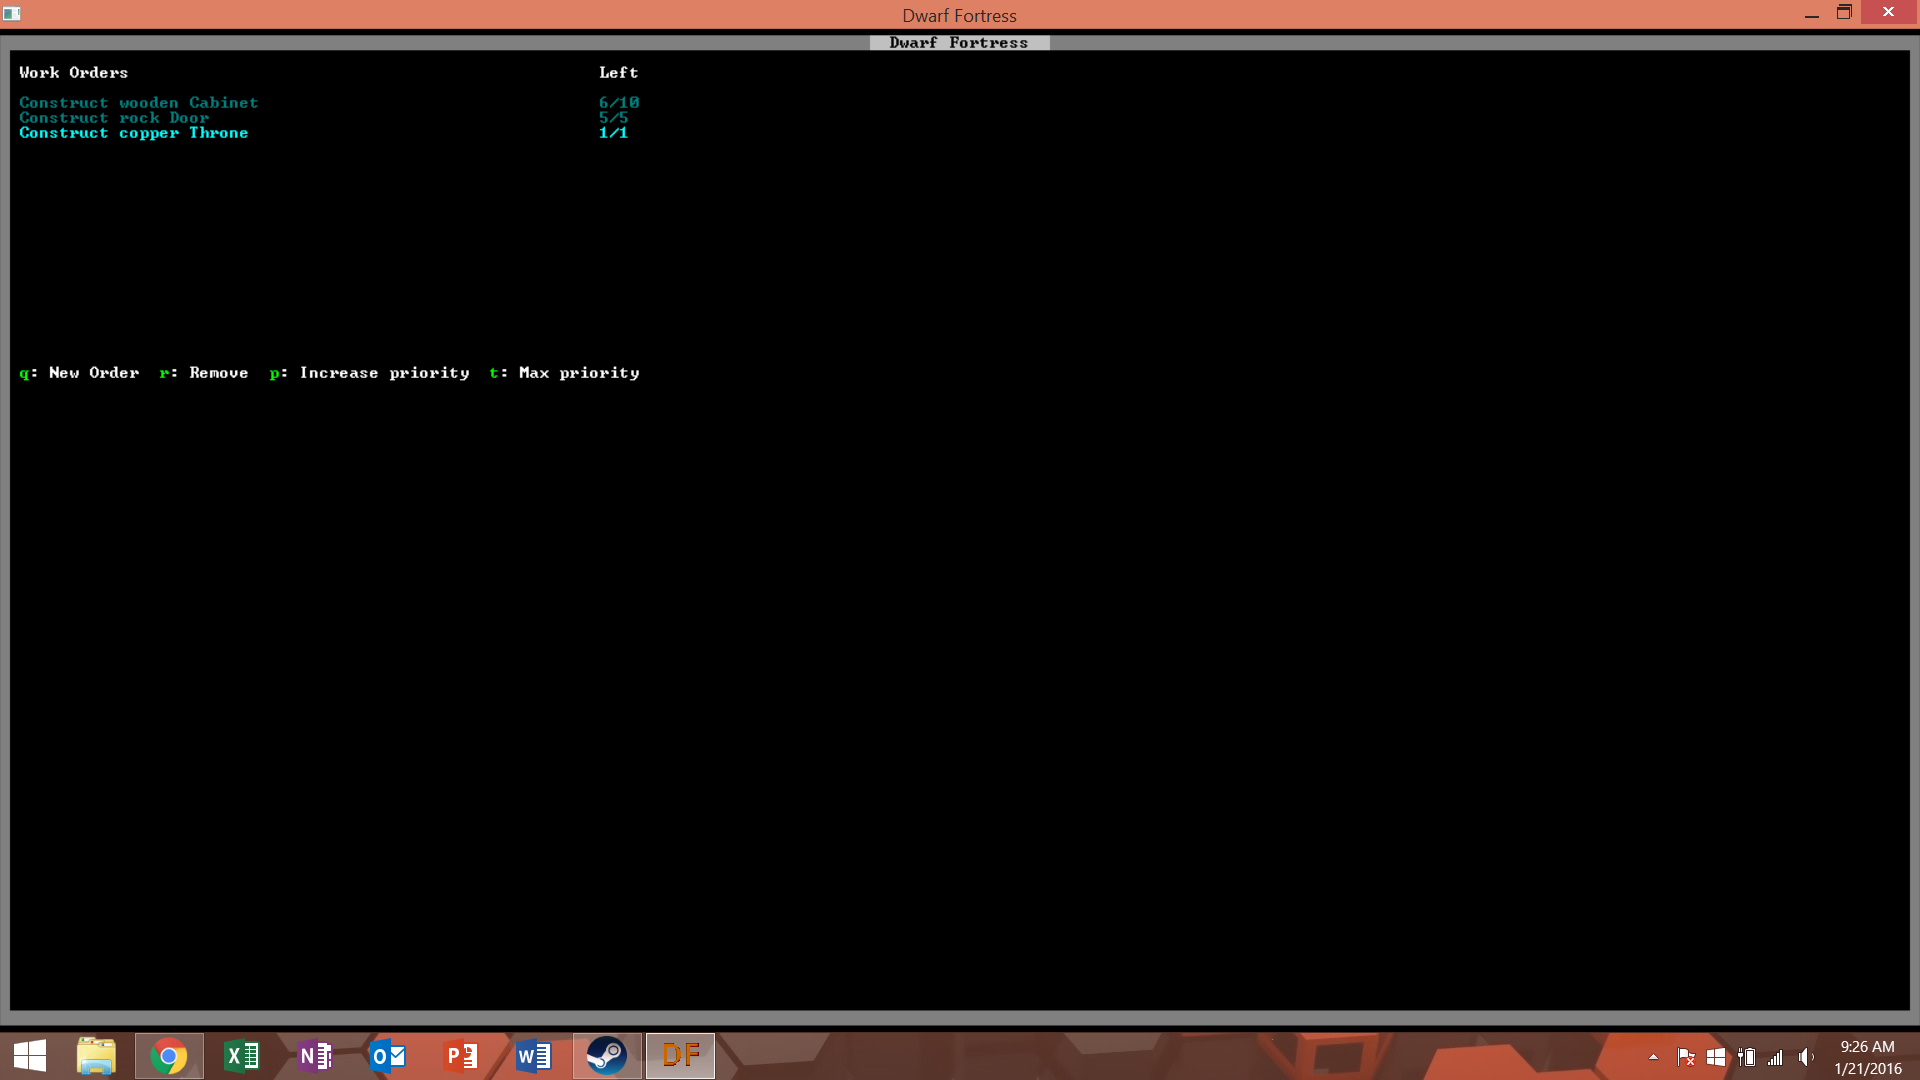 Dwarf Fortress
Dwarf Fortress
Work Orders Left
Construct wooden Cabinet 6/10
Construct rock Door 5/5
Construct copper Throne 1/1
q: New Order r: Remove p: Increase priority t: Max priority
DF
9:26 AM
1/21/2016